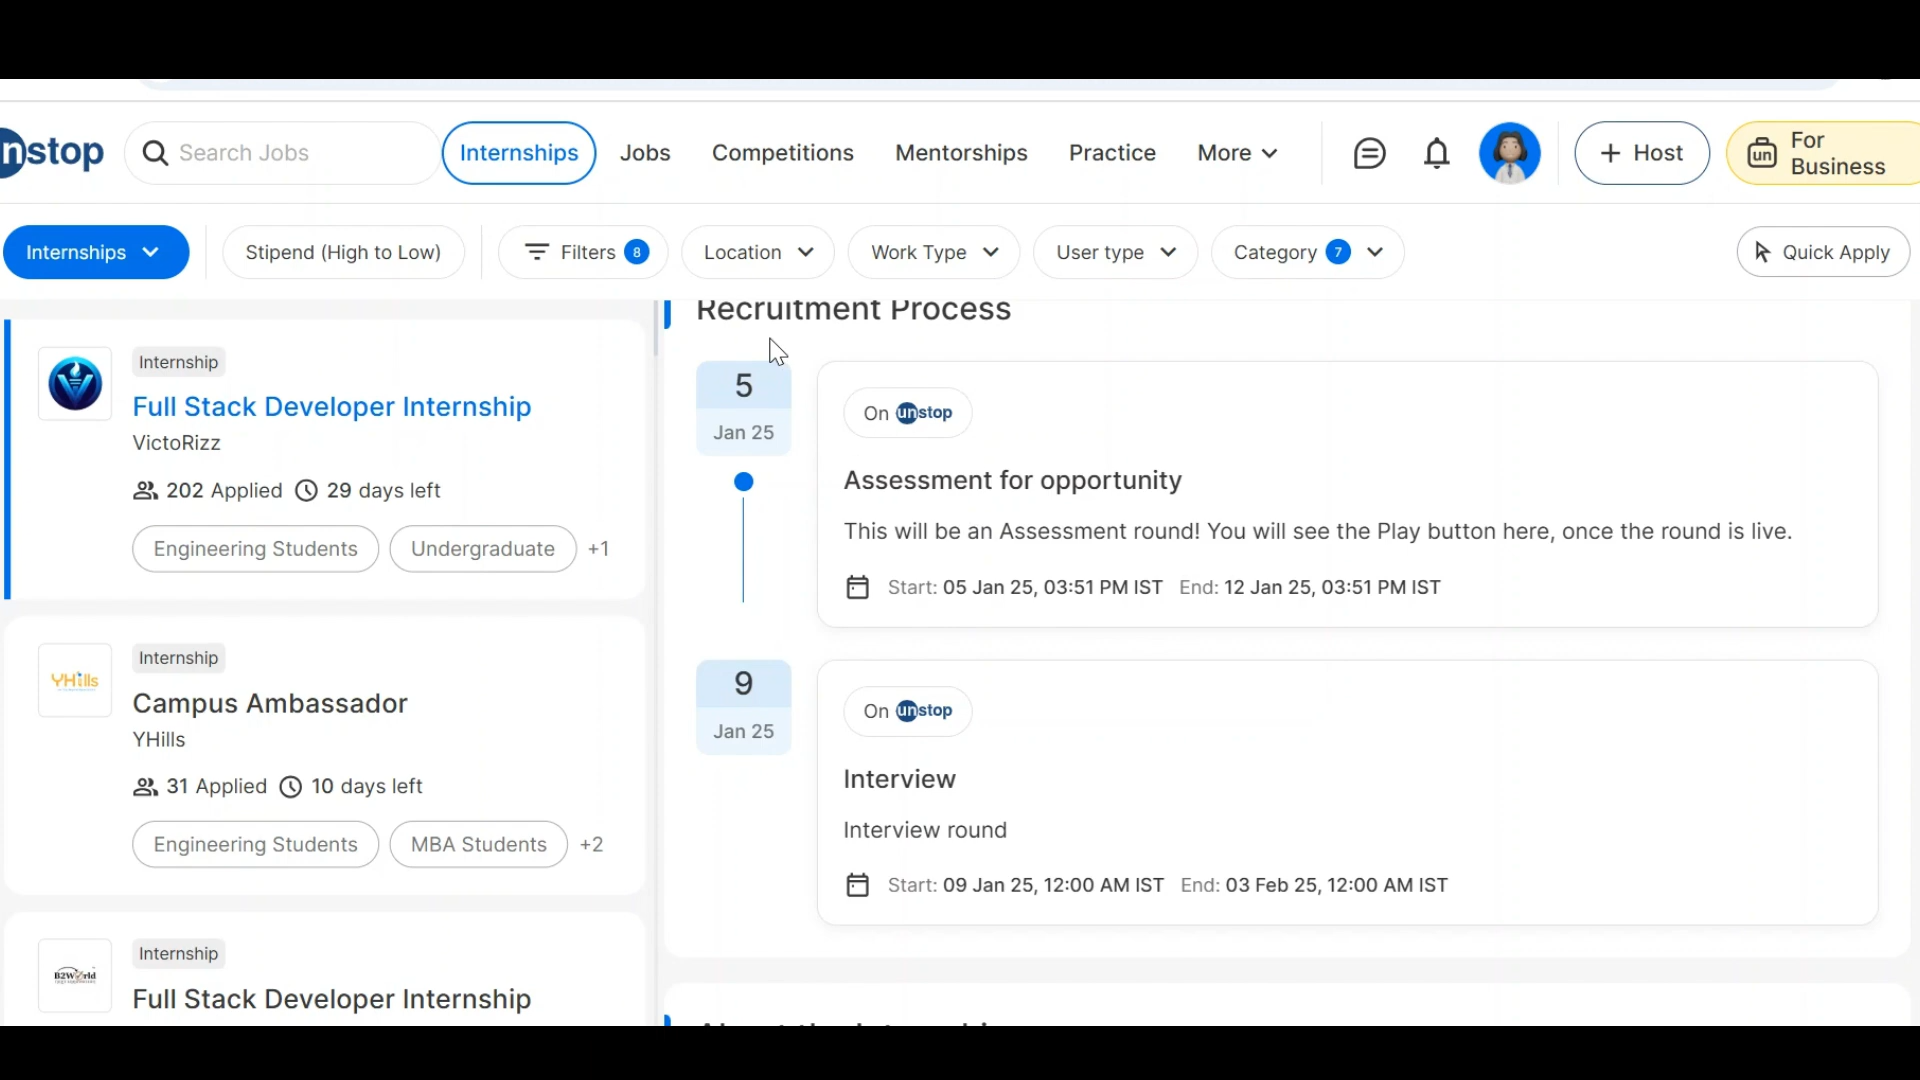 unstop
Search Jobs
Internships
Jobs
Competitions
Mentorships
Practice
More
+ Host
un
For
Business
Internships
Stipend (High to Low)
Filters 8
Location
Work Type
User type
Category 7
Quick Apply
Internship
Full Stack Developer Internship
VictoRizz
202 Applied 29 days left
Engineering Students Undergraduate +1
Internship
YHills
Campus Ambassador
YHills
31 Applied 10 days left
Engineering Students MBA Students +2
Internship
B2World
Full Stack Developer Internship
Recruitment Process
5
Jan 25
On unstop
Assessment for opportunity
This will be an Assessment round! You will see the Play button here, once the round is live.
Start: 05 Jan 25, 03:51 PM IST End: 12 Jan 25, 03:51 PM IST
9
Jan 25
On unstop
Interview
Interview round
Start: 09 Jan 25, 12:00 AM IST End: 03 Feb 25, 12:00 AM IST